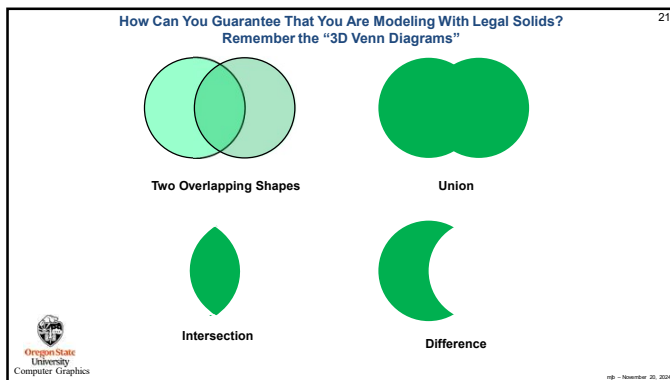 How Can You Guarantee That You Are Modeling With Legal Solids?
Remember the “3D Venn Diagrams”
21
Two Overlapping Shapes
Union
Intersection
Difference
Oregon State
University
Computer Graphics
mjb – November 20, 2024